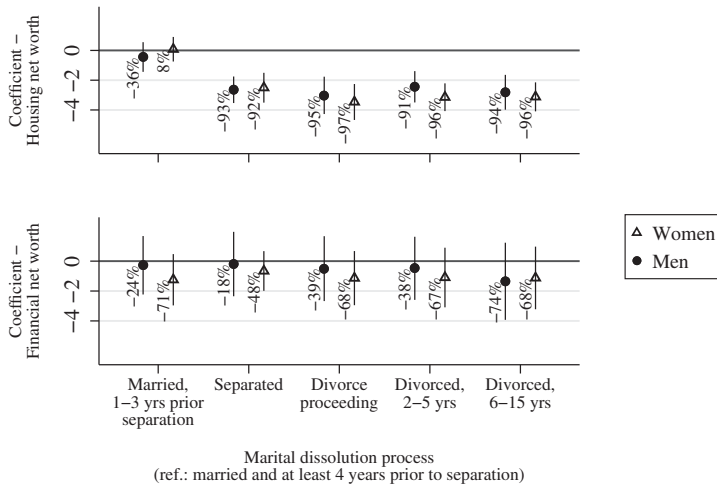 Coefficient –
Housing net worth
0
−2
−4
−36%
8%
−93%
−92%
−95%
−97%
−91%
−96%
−94%
−96%
Coefficient –
Financial net worth
0
−2
−4
−24%
−71%
−18%
−48%
−39%
−68%
−38%
−67%
−74%
−68%
Women
Men
Married,
1−3 yrs prior
separation
Separated
Divorce
proceeding
Divorced,
2−5 yrs
Divorced,
6−15 yrs
Marital dissolution process
(ref.: married and at least 4 years prior to separation)